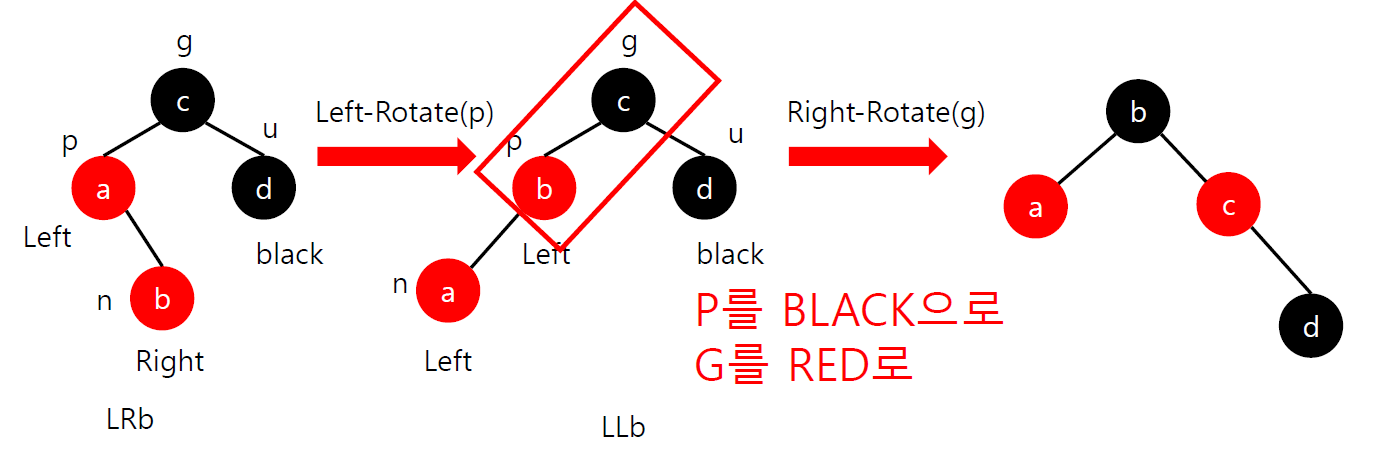 g
c
p
u
a
d
Left
black
n
b
Right
LRb
Left-Rotate(p)
g
c
p
u
b
d
Left
black
n
a
Left
P를 BLACK으로
G를 RED로
LLb
Right-Rotate(g)
b
a
c
d